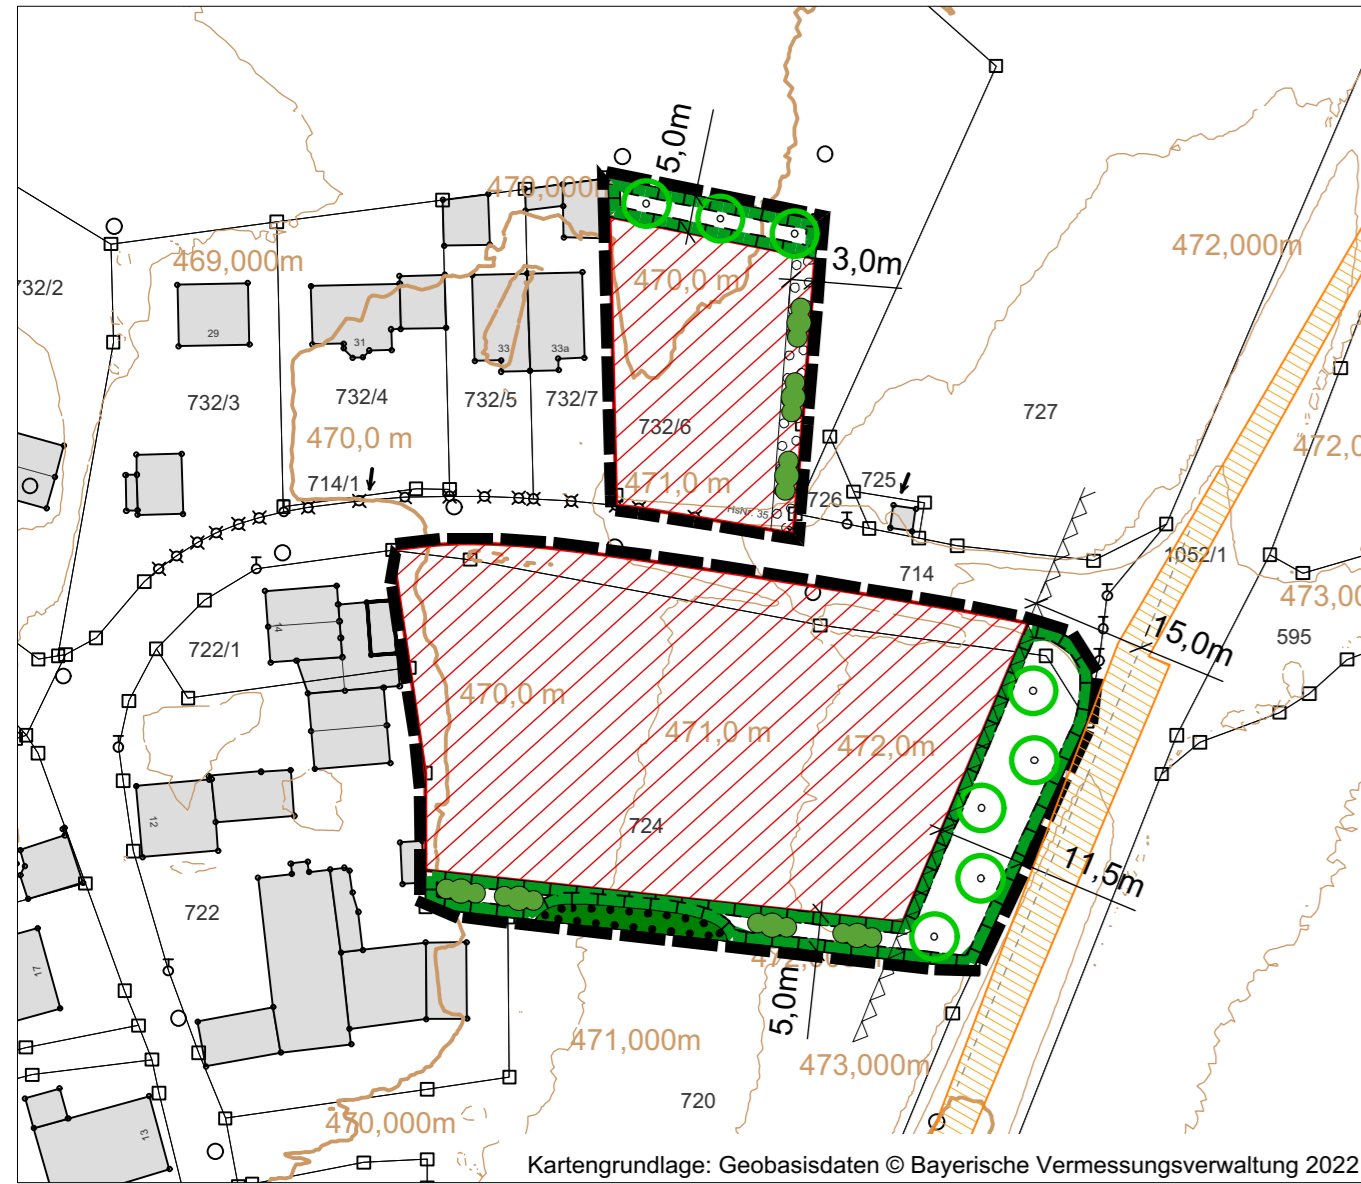 5,0m
470,000m
472,000m
469,000m
3,0m
470,0 m
732/2
29
31
33
33a
732/3
732/4
732/5
732/7
727
732/6
470,0 m
472,0
471,0 m
714/1
725
726
HsNr. 35
1052/1
714
473,00
14
722/1
15,0m
595
470,0 m
471,0 m
472,0m
12
724
11,5m
722
17
472,000m
5,0m
471,000m
473,000m
720
470,000m
13
Kartengrundlage: Geobasisdaten © Bayerische Vermessungsverwaltung 2022